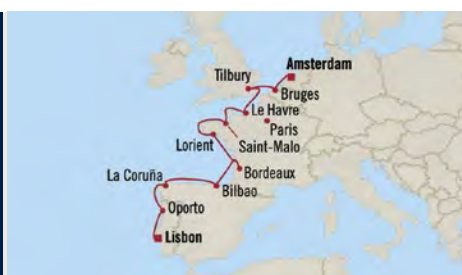 Amsterdam
Tilbury
Bruges
Le Havre
Paris
Saint-Malo
Lorient
Bordeaux
La Coruña
Bilbao
Oporto
Lisbon